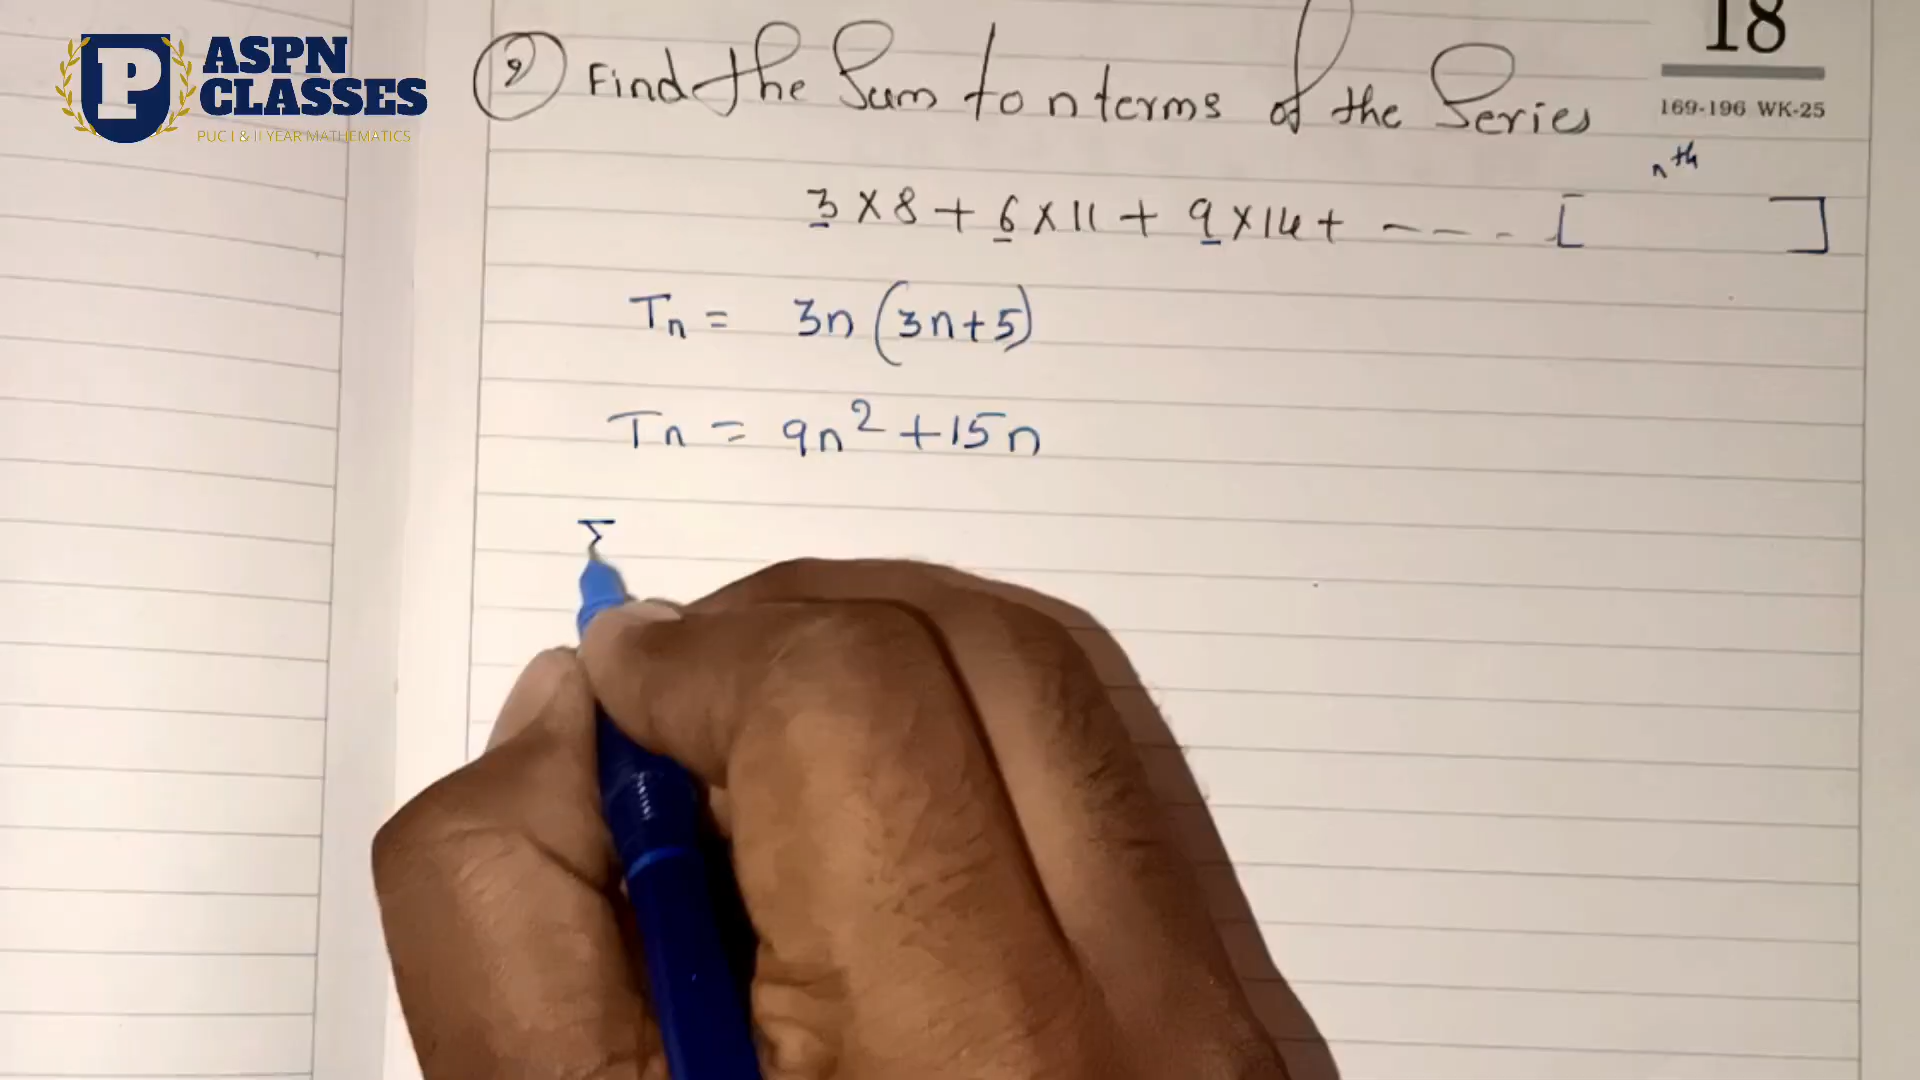 ASPN
CLASSES
P
PUC I & II YEAR MATHEMATICS
18
169-196 WK-25
2 Find the Sum to n terms of the Series
nth
3 × 8 + 6 × 11 + 9 × 14 + ---- [ ]
Tn = 3n (3n+5)
Tn = 9n² + 15n
Σ